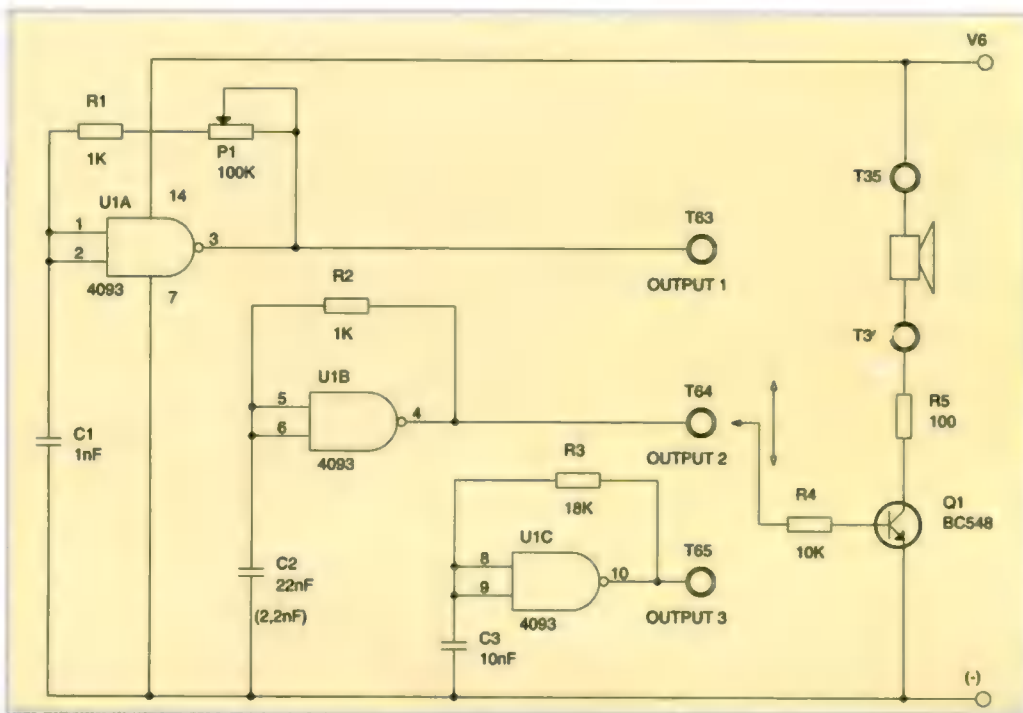 V6
R1
1K
P1
100K
U1A
14
1
2
3
4093
7
T35
T63
OUTPUT 1
R2
1K
U1B
5
6
4
4093
T64
OUTPUT 2
C1
1nF
R3
18K
R5
100
R4
10K
Q1
BC548
C2
22nF
(2,2nF)
U1C
8
9
10
4093
T65
OUTPUT 3
C3
10nF
(-)